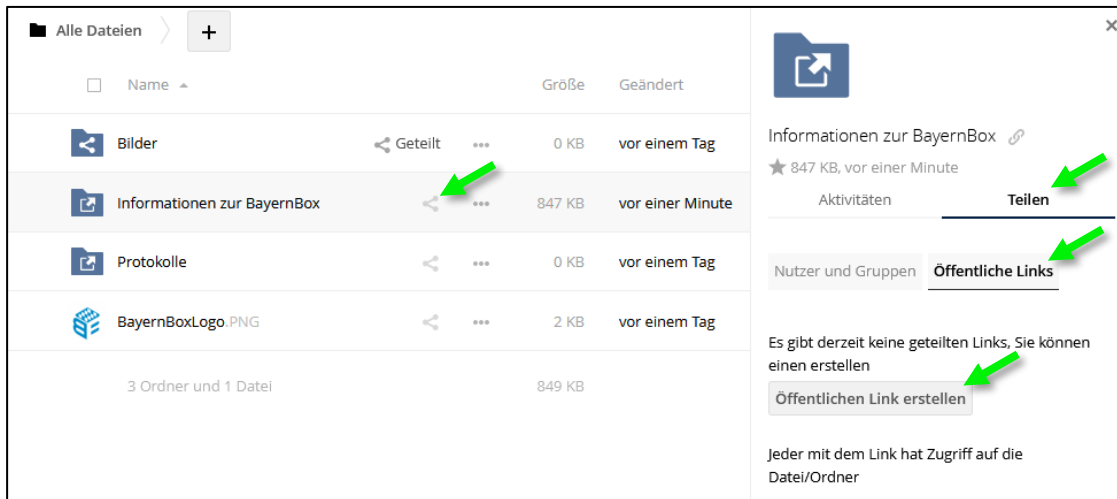 Alle Dateien
+
Name Größe Geändert
Bilder Geteilt 0 KB vor einem Tag
Informationen zur BayernBox 847 KB vor einer Minute
Protokolle 0 KB vor einem Tag
BayernBoxLogo.PNG 2 KB vor einem Tag
3 Ordner und 1 Datei 849 KB
Informationen zur BayernBox
847 KB, vor einer Minute
Aktivitäten Teilen
Nutzer und Gruppen Öffentliche Links
Es gibt derzeit keine geteilten Links, Sie können
einen erstellen
Öffentlichen Link erstellen
Jeder mit dem Link hat Zugriff auf die
Datei/Ordner